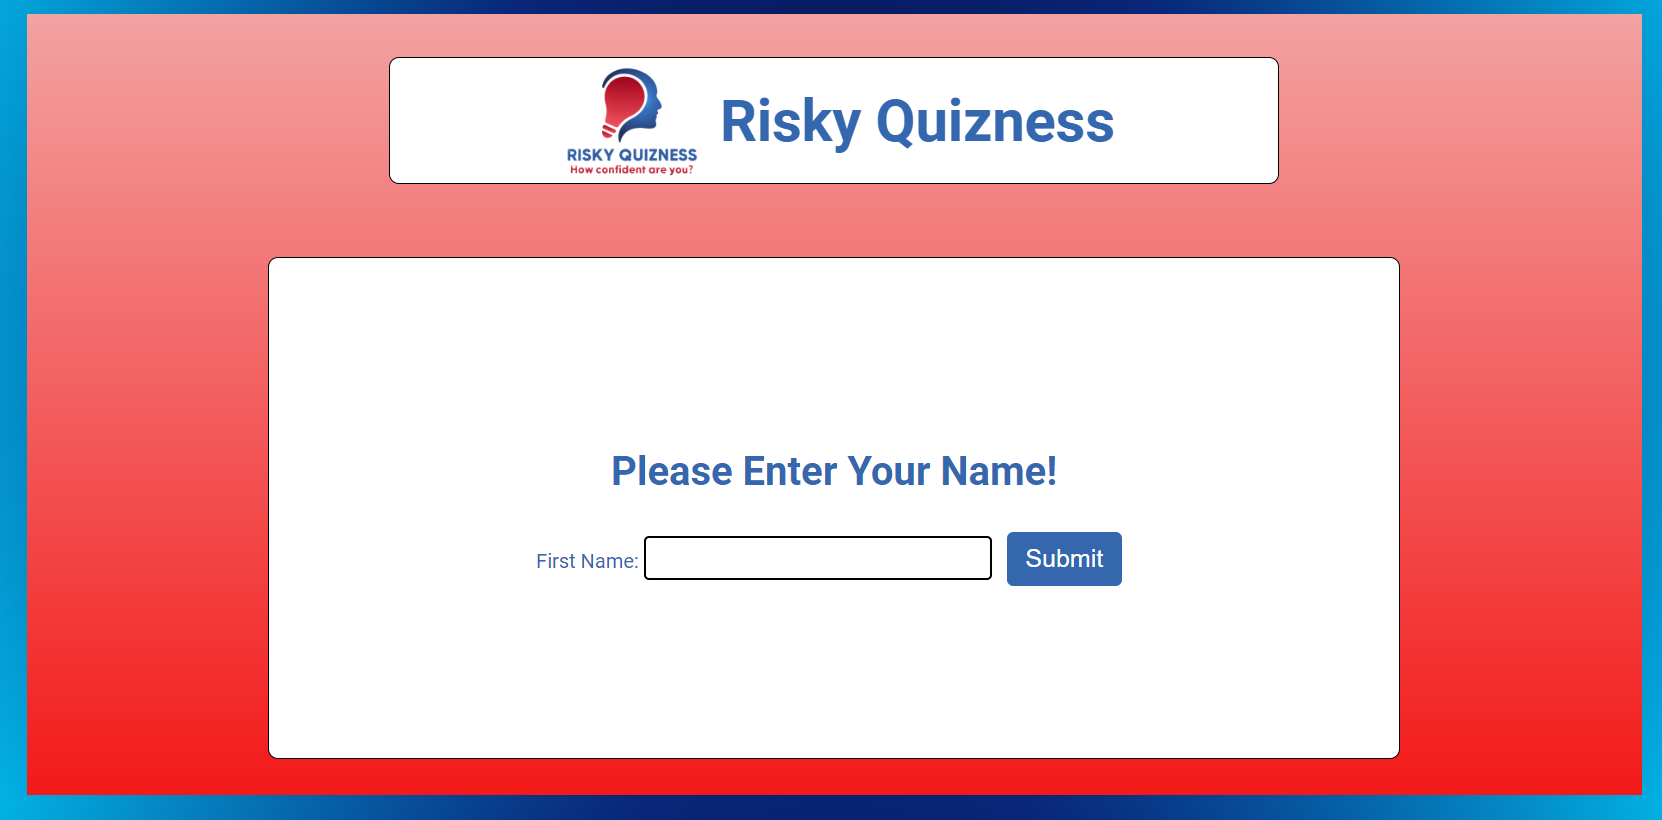 RISKY QUIZNESS
How confident are you?
Risky Quizness
Please Enter Your Name!
First Name:
Submit